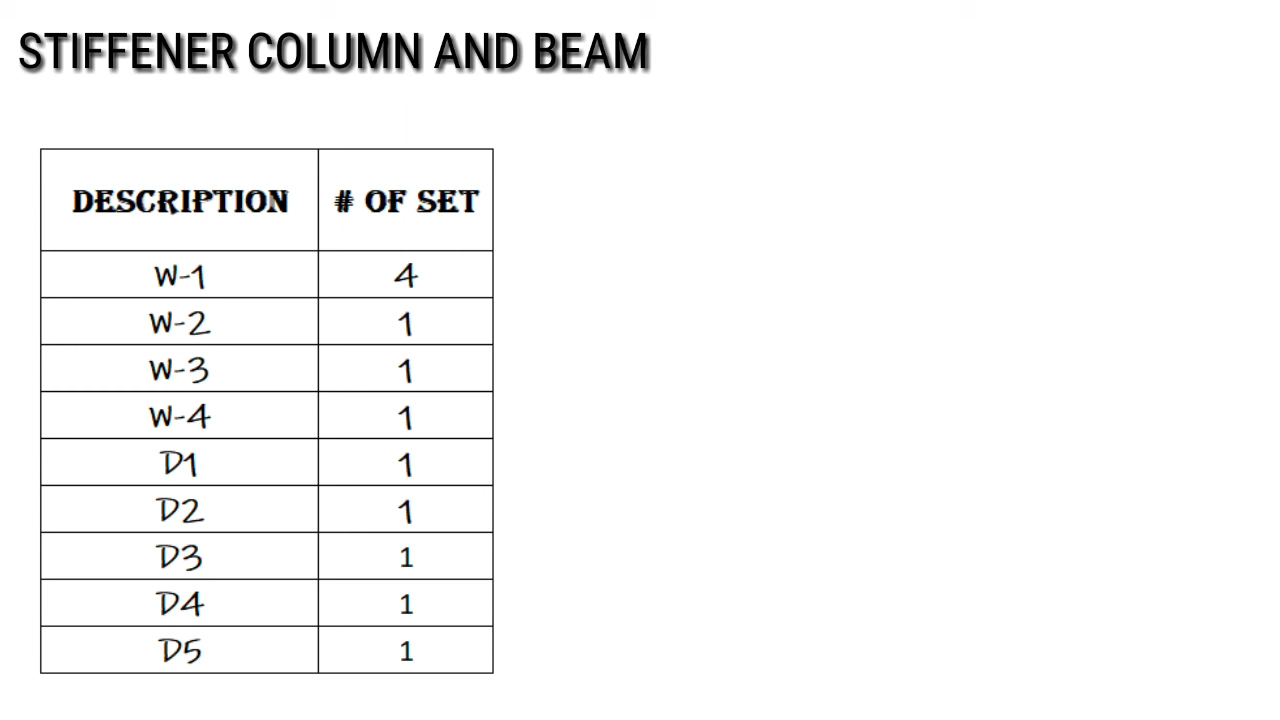 STIFFENER COLUMN AND BEAM
DESCRIPTION # OF SET
W-1 4
W-2 1
W-3 1
W-4 1
D1 1
D2 1
D3 1
D4 1
D5 1